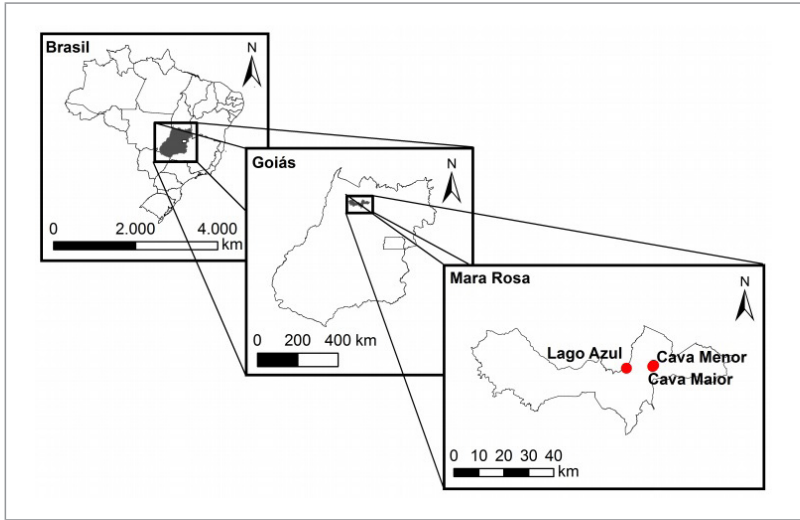 Brasil
N
0 2.000 4.000
km
Goiás
N
0 200 400 km
Mara Rosa
N
Lago Azul
Cava Menor
Cava Maior
0 10 20 30 40
km